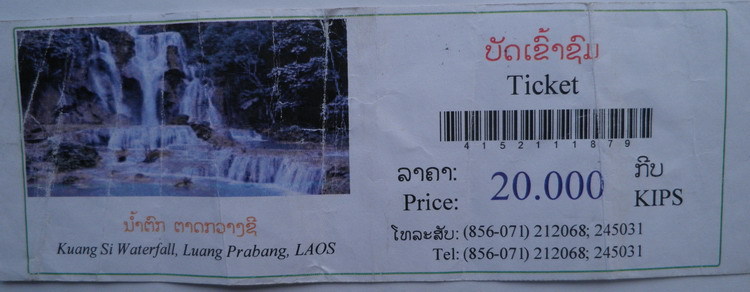 ນ້ຳຕົກ ຕາດກວາງຊີ
Kuang Si Waterfall, Luang Prabang, LAOS
ບັດເຂົ້າຊົມ
Ticket
415211879
ລາຄາ: 20.000 ກີບ
Price: KIPS
ໂທລະສັບ: (856-071) 212068; 245031
Tel: (856-071) 212068; 245031